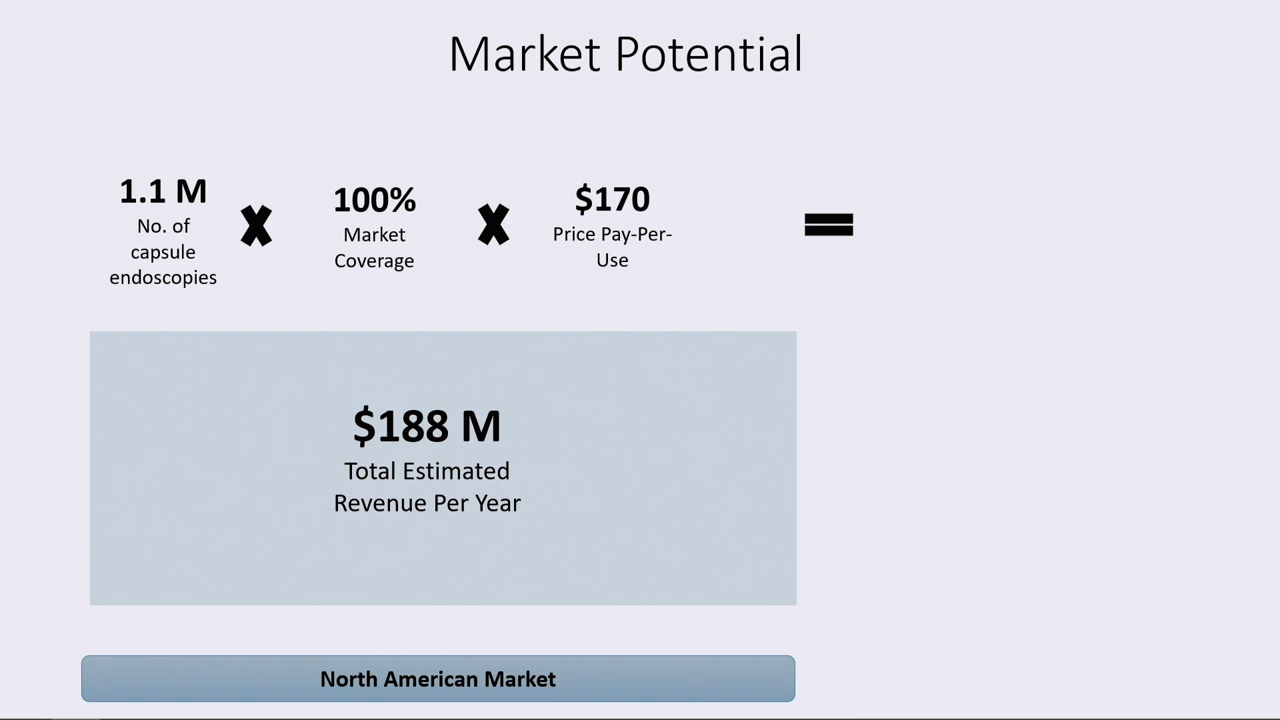 Market Potential
1.1 M
No. of
capsule
endoscopies
100%
Market
Coverage
$170
Price Pay-Per-
Use
$188 M
Total Estimated
Revenue Per Year
North American Market